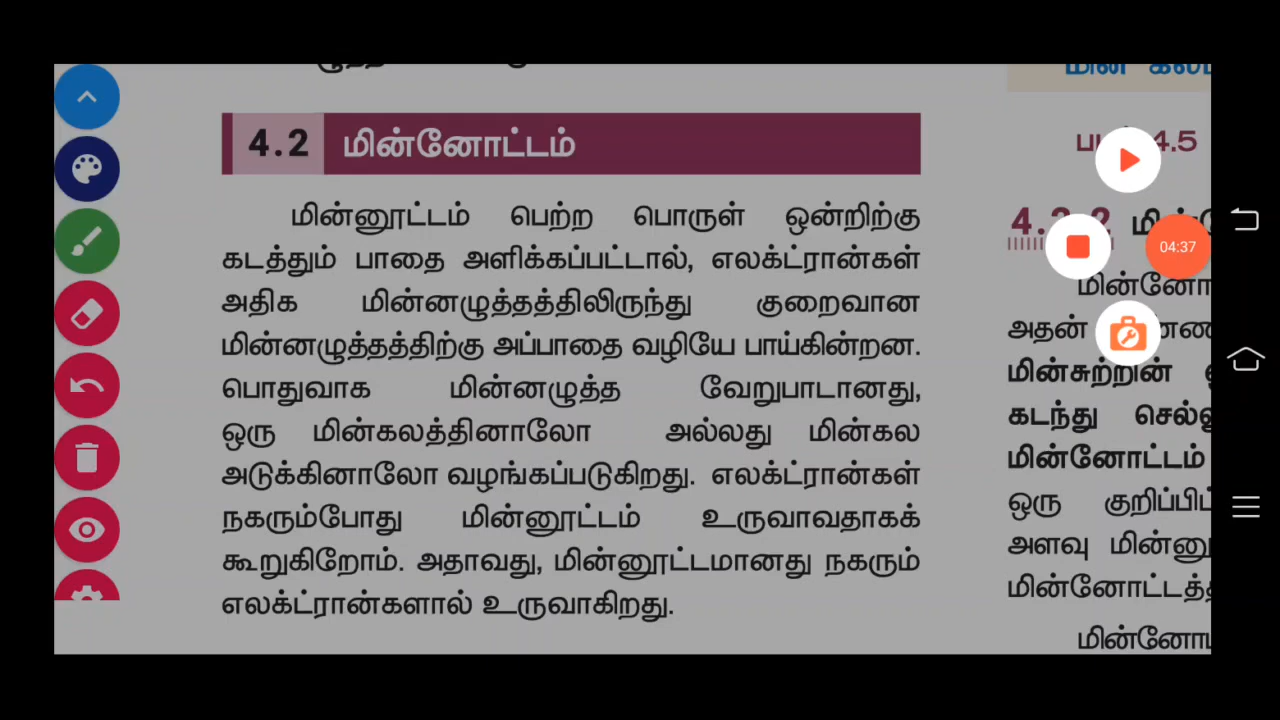 4.2 மின்னோட்டம்
மின்னூட்டம் பெற்ற பொருள் ஒன்றிற்கு
கடத்தும் பாதை அளிக்கப்பட்டால், எலக்ட்ரான்கள்
அதிக மின்னழுத்தத்திலிருந்து குறைவான
மின்னழுத்தத்திற்கு அப்பாதை வழியே பாய்கின்றன.
பொதுவாக மின்னழுத்த வேறுபாடானது,
ஒரு மின்கலத்தினாலோ அல்லது மின்கல
அடுக்கினாலோ வழங்கப்படுகிறது. எலக்ட்ரான்கள்
நகரும்போது மின்னூட்டம் உருவாவதாகக்
கூறுகிறோம். அதாவது, மின்னூட்டமானது நகரும்
எலக்ட்ரான்களால் உருவாகிறது.
4.5
04:37
அதன்
மின்சுற்றின்
கடந்து
மின்னோட்டம்
ஒரு
அளவு